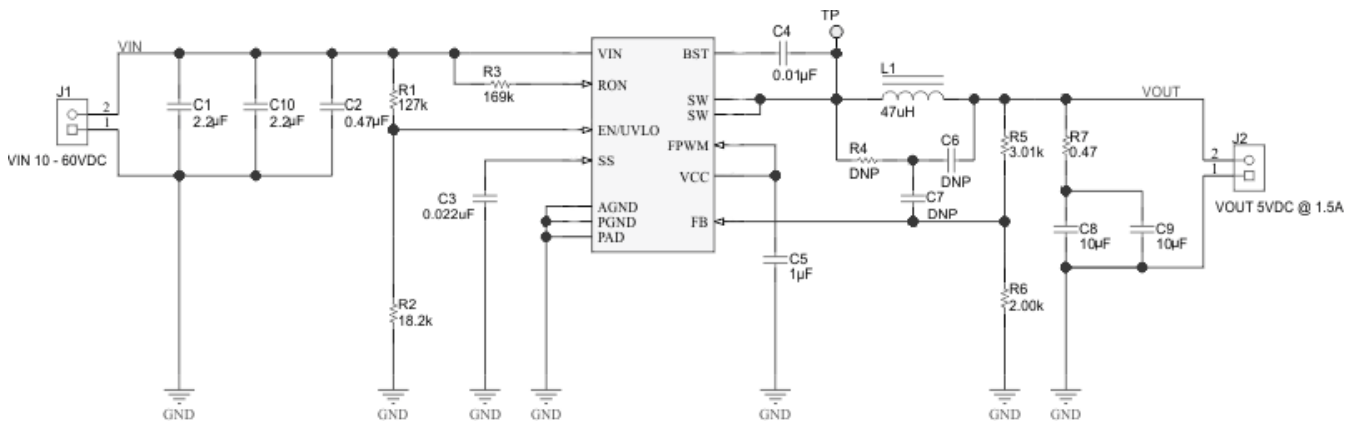 TP
VIN
C4
0.01µF
VIN
BST
L1
47uH
VOUT
J1
2
1
VIN 10 - 60VDC
C1
2.2µF
C10
2.2µF
C2
0.47µF
R1
127k
R3
169k
RON
SW
SW
EN/UVLO
FPWM
SS
VCC
AGND
PGND
PAD
FB
R4
DNP
C6
DNP
C7
DNP
R5
3.01k
R7
0.47
J2
2
1
VOUT 5VDC @ 1.5A
C3
0.022uF
C8
10µF
C9
10µF
C5
1µF
R2
18.2k
R6
2.00k
GND
GND
GND
GND
GND
GND
GND